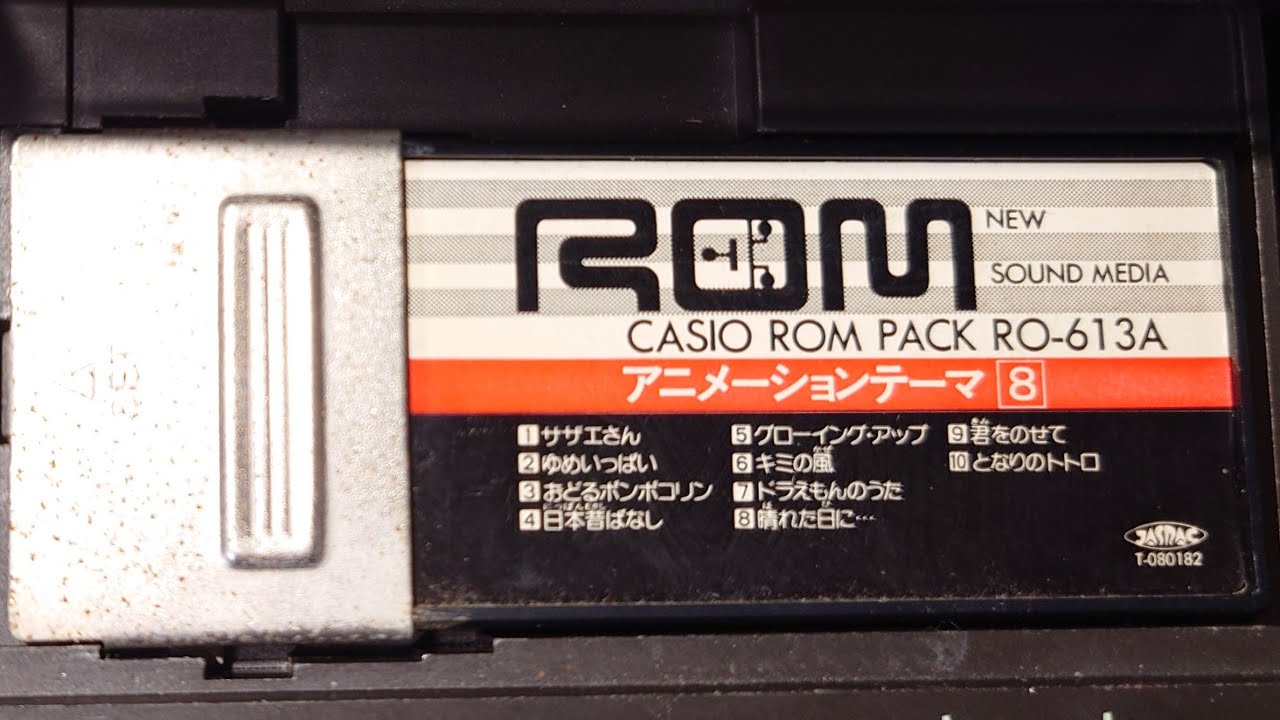 ROM NEW
SOUND MEDIA
CASIO ROM PACK RO-613A
アニメーションテーマ 8
1 サザエさん
2 ゆめいっぱい
3 おどるポンポコリン
4 日本昔ばなし
5 グローイング・アップ
6 キミの風
7 ドラえもんのうた
8 晴れた日に…
9 君をのせて
10 となりのトトロ
JASRAC
T-080182